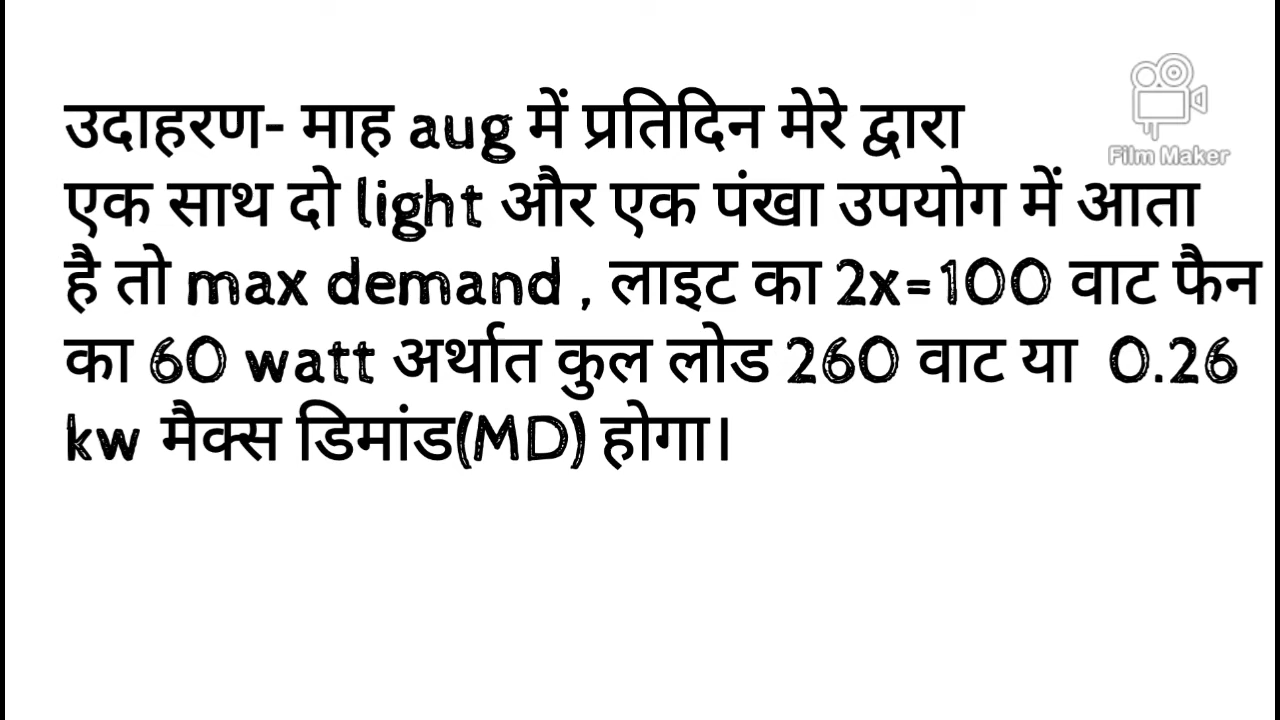 उदाहरण- माह aug में प्रतिदिन मेरे द्वारा
एक साथ दो light और एक पंखा उपयोग में आता
है तो max demand , लाइट का 2x=100 वाट फैन
का 60 watt अर्थात कुल लोड 260 वाट या 0.26
kw मैक्स डिमांड(MD) होगा।
Film Maker